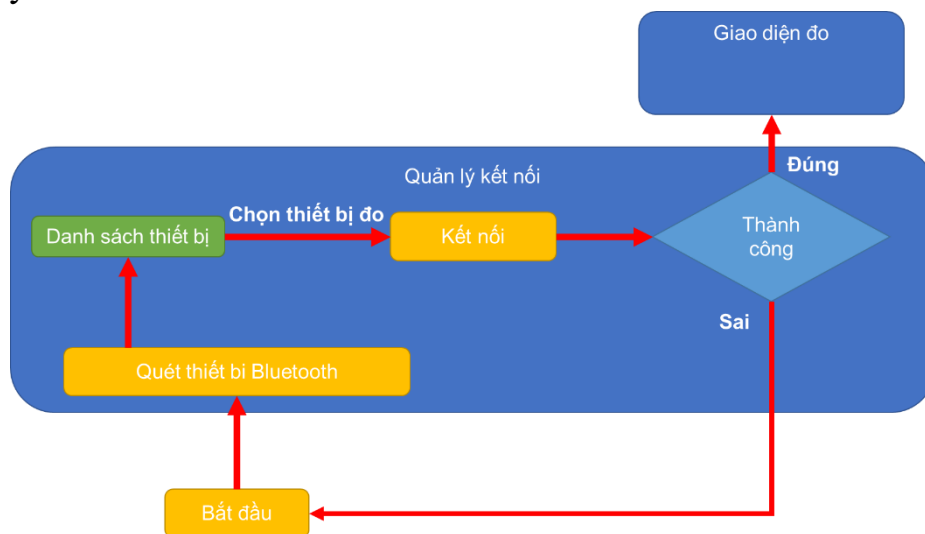 Giao diện đo
Quản lý kết nối
Đúng
Danh sách thiết bị
Chọn thiết bị đo
Kết nối
Thành
công
Sai
Quét thiết bi Bluetooth
Bắt đầu